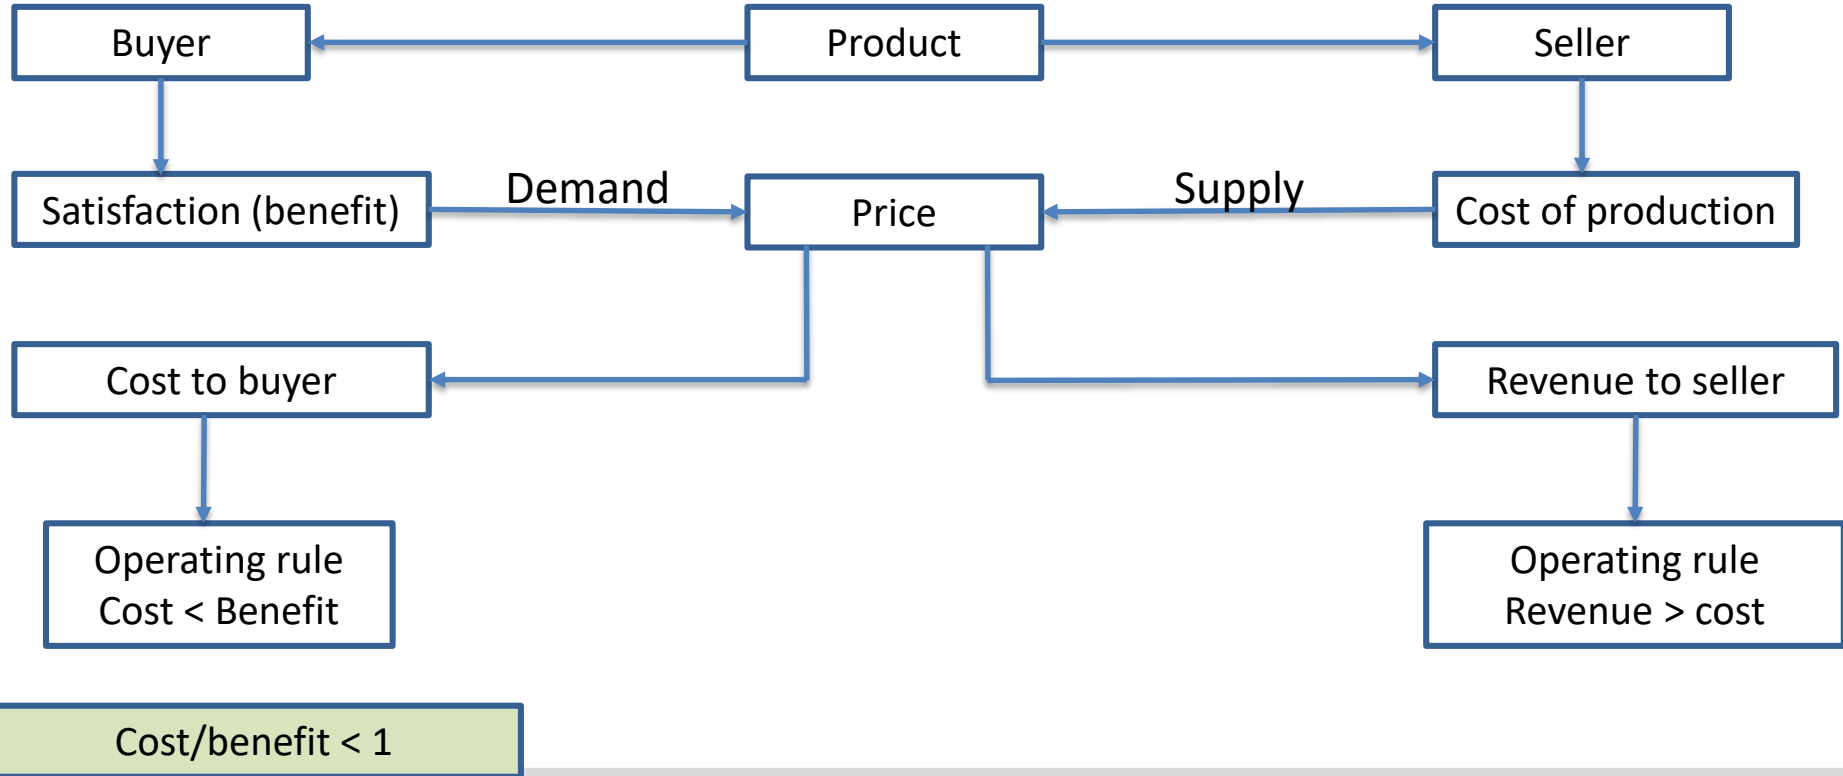 Buyer
Product
Seller
Satisfaction (benefit)
Demand
Price
Supply
Cost of production
Cost to buyer
Revenue to seller
Operating rule
Cost < Benefit
Operating rule
Revenue > cost
Cost/benefit < 1